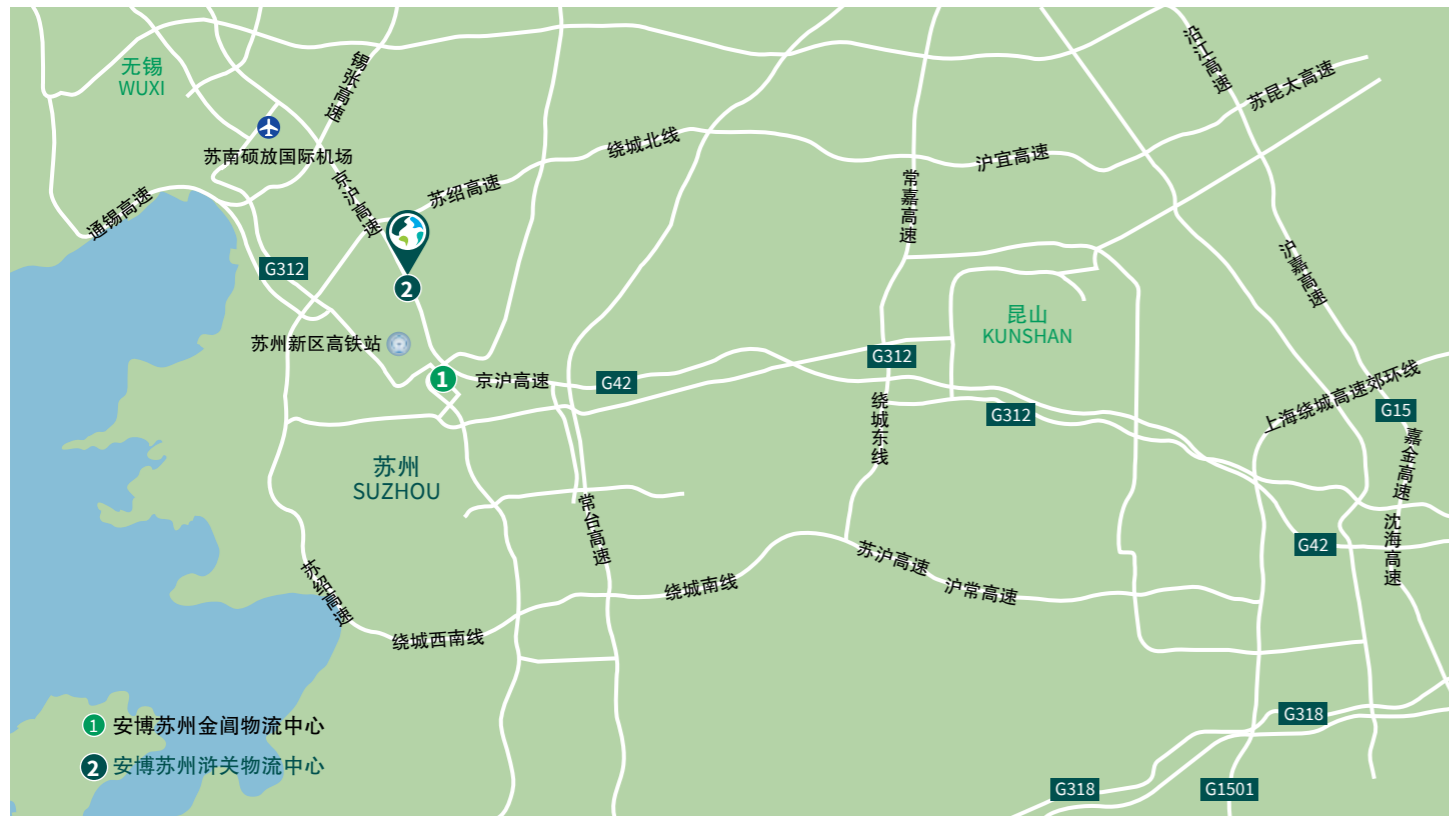 沿江高速
锡张高速
无锡
WUXI
苏昆太高速
苏南硕放国际机场
绕城北线
沪宜高速
京沪高速
苏绍高速
常嘉高速
通锡高速
沪嘉高速
G312
2
昆山
KUNSHAN
苏州新区高铁站
G312
1
京沪高速
G42
上海绕城高速郊环线
G15
绕城东线
G312
嘉金高速
苏州
SUZHOU
常台高速
沈海高速
G42
苏绍高速
苏沪高速
沪常高速
绕城南线
绕城西南线
1 安博苏州金阊物流中心
G318
2 安博苏州浒关物流中心
G318
G1501